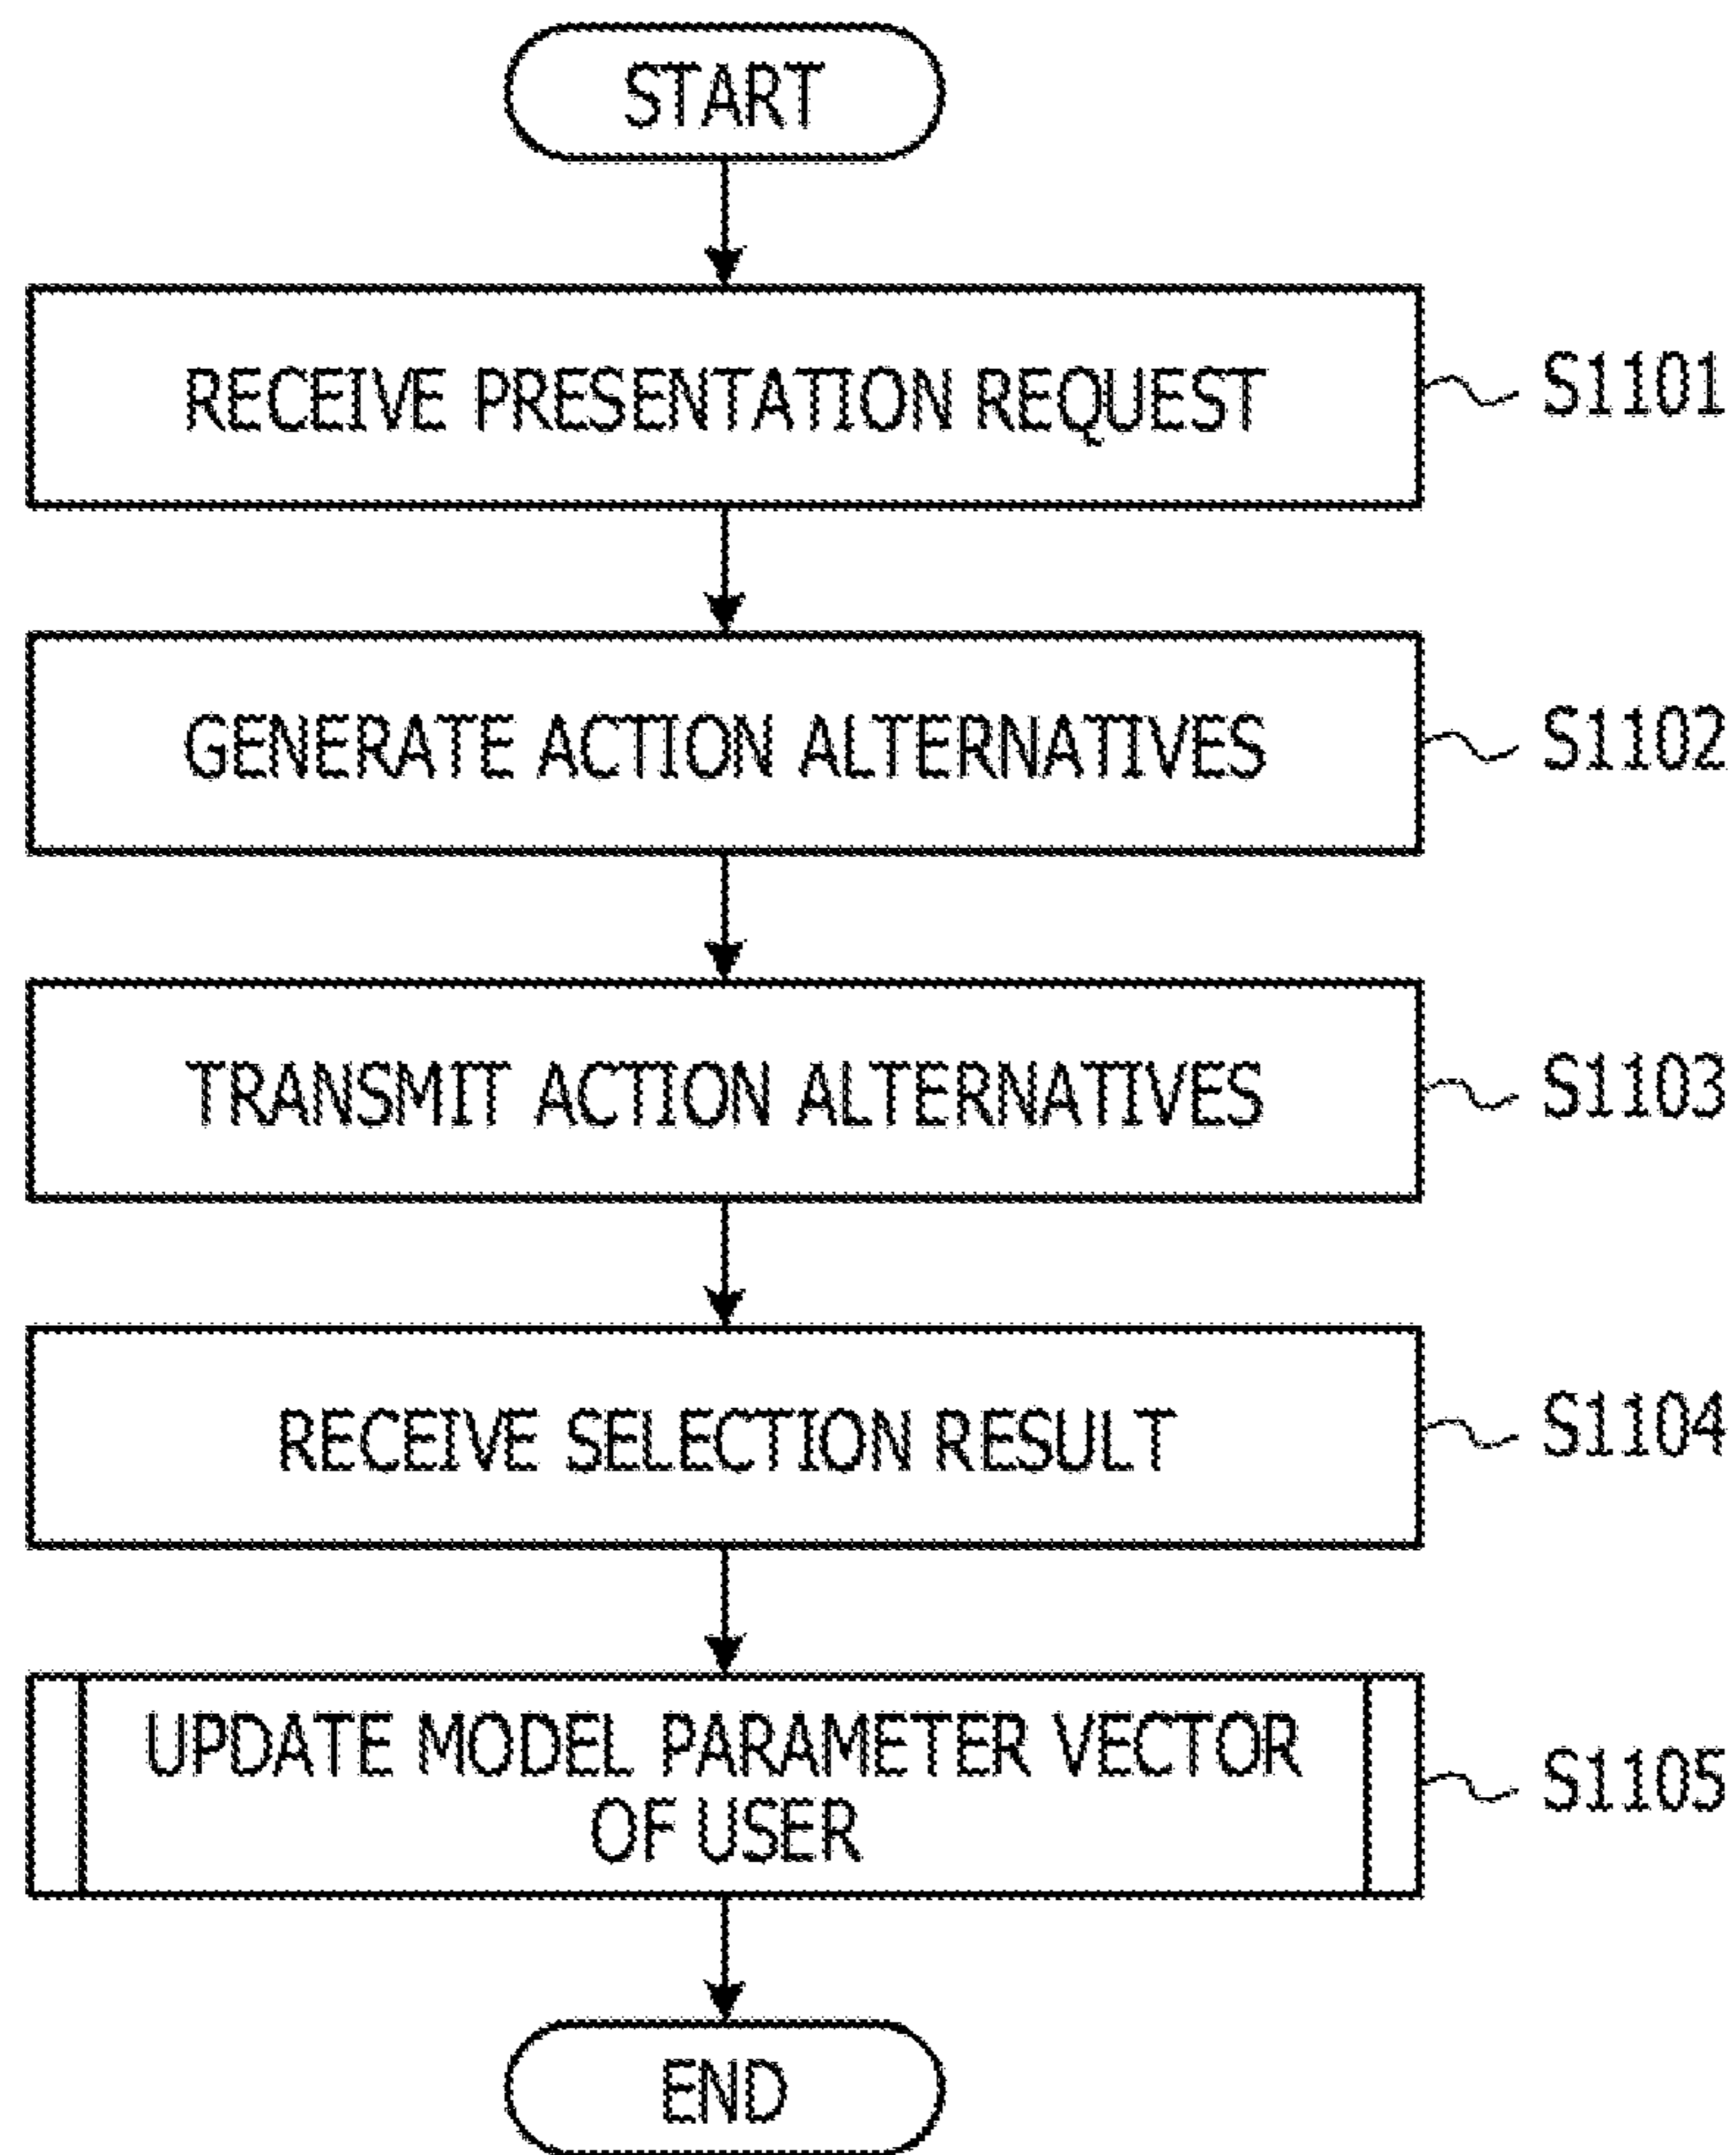 START
RECEIVE PRESENTATION REQUEST
S1101
GENERATE ACTION ALTERNATIVES
S1102
TRANSMIT ACTION ALTERNATIVES
S1103
RECEIVE SELECTION RESULT
S1104
UPDATE MODEL PARAMETER VECTOR
OF USER
S1105
END